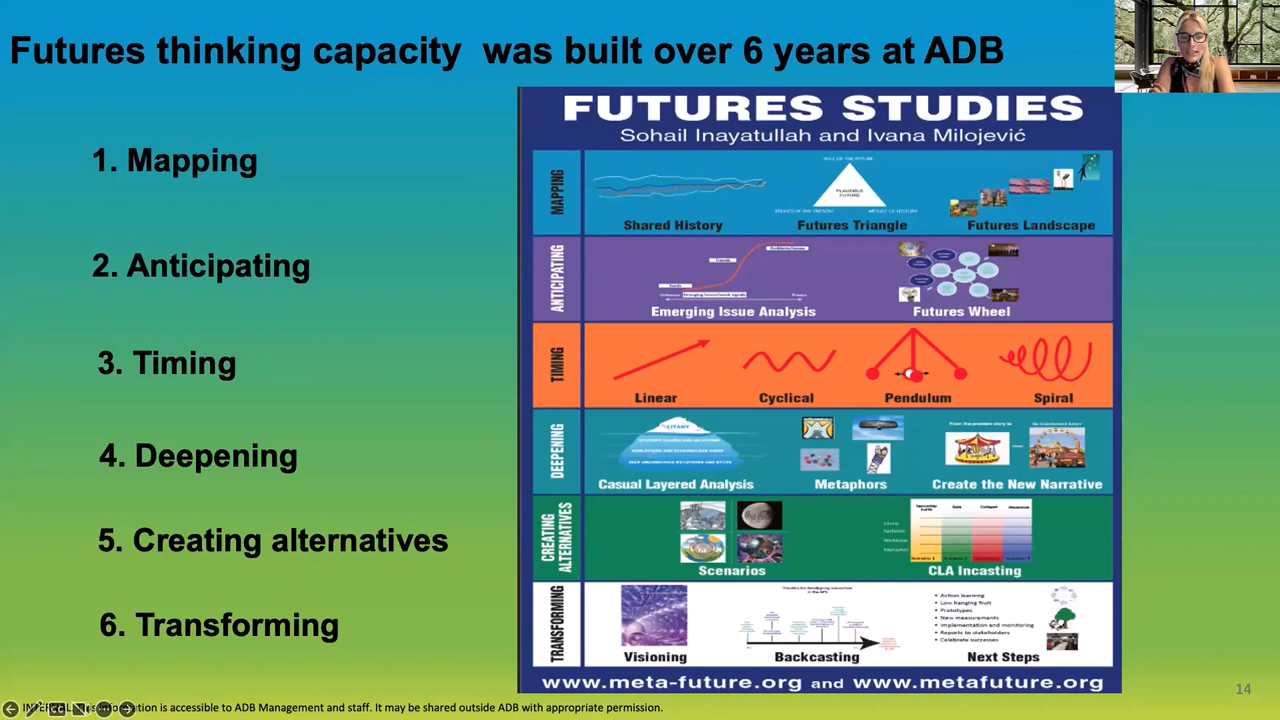 Futures thinking capacity was built over 6 years at ADB
1. Mapping
2. Anticipating
3. Timing
4. Deepening
5. Creating alternatives
6. Transforming
FUTURES STUDIES
Sohail Inayatullah and Ivana Milojević
MAPPING
PLAUSIBLE
FUTURE
Shared History
Futures Triangle
Futures Landscape
ANTICIPATING
Emerging Issue Analysis
Futures Wheel
TIMING
Linear
Cyclical
Pendulum
Spiral
DEEPENING
LITANY
Casual Layered Analysis
Metaphors
Create the New Narrative
CREATING
ALTERNATIVES
Scenarios
CLA Incasting
TRANSFORMING
Visioning
Backcasting
• Action learning
• Low hanging fruit
• Prototypes
• New measurements
• Implementation and monitoring
• Reports to stakeholders
• Celebrate successes
Next Steps
www.meta-future.org and www.metafuture.org
14
information is accessible to ADB Management and staff. It may be shared outside ADB with appropriate permission.